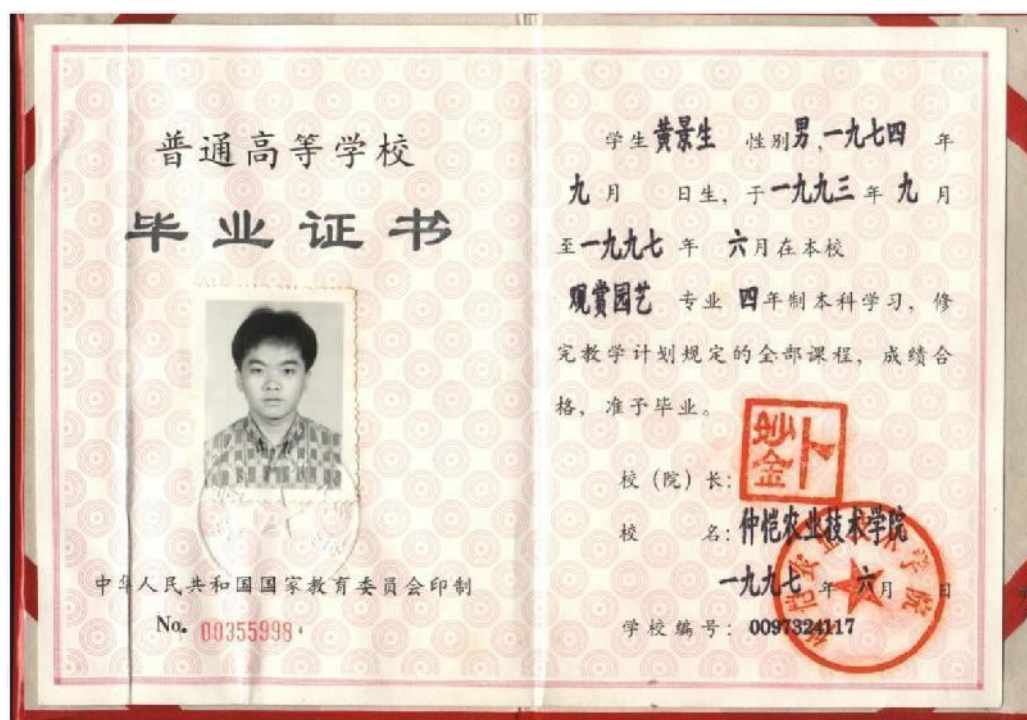 普通高等学校
毕业证书
中华人民共和国国家教育委员会印制
No. 00355998
学生黄景生 性别男,一九七四 年
九 月 日生, 于一九九三 年 九 月
至一九九七 年 六月在本校
观赏园艺 专业 四年制本科学习, 修
完教学计划规定的全部课程, 成绩合
格, 准予毕业。
校(院)长:
校 名: 仲恺农业技术学院
一九九七 年 六月 日
学校编号: 0097324117